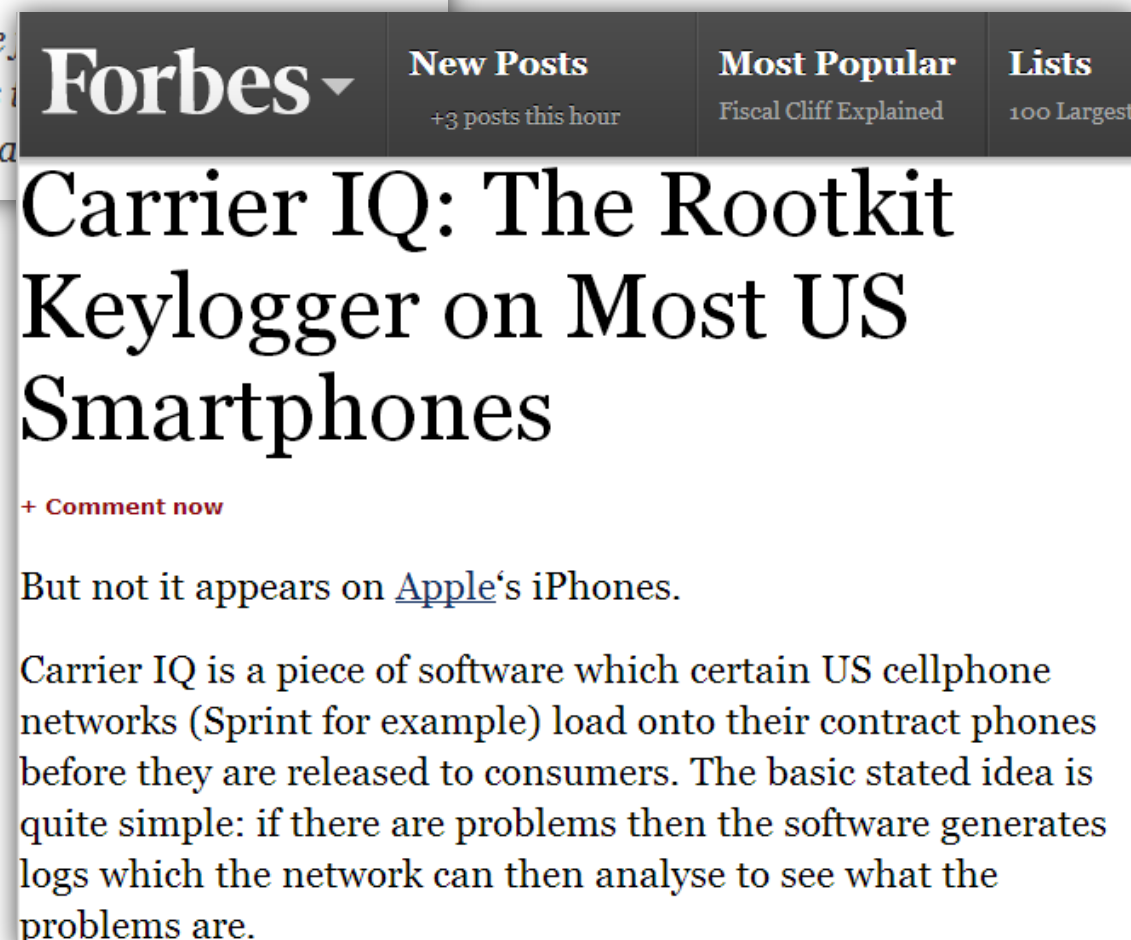 Forbes
New Posts
+3 posts this hour
Most Popular
Fiscal Cliff Explained
Lists
100 Largest
Carrier IQ: The Rootkit
Keylogger on Most US
Smartphones
+ Comment now
But not it appears on Apple‘s iPhones.
Carrier IQ is a piece of software which certain US cellphone
networks (Sprint for example) load onto their contract phones
before they are released to consumers. The basic stated idea is
quite simple: if there are problems then the software generates
logs which the network can then analyse to see what the
problems are.